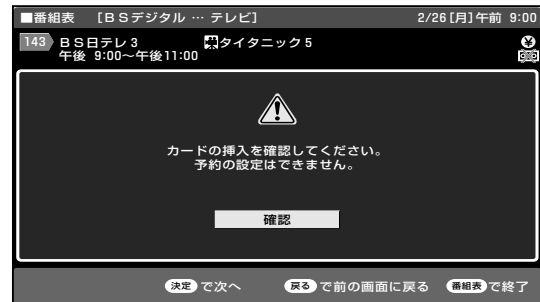 ■番組表 [BSデジタル … テレビ] 2/26[月]午前 9:00
143 BS日テレ3 タイタニック5 ¥
午後 9:00~午後11:00
カードの挿入を確認してください。
予約の設定はできません。
確認
決定 で次へ 戻る で前の画面に戻る 番組表 で終了